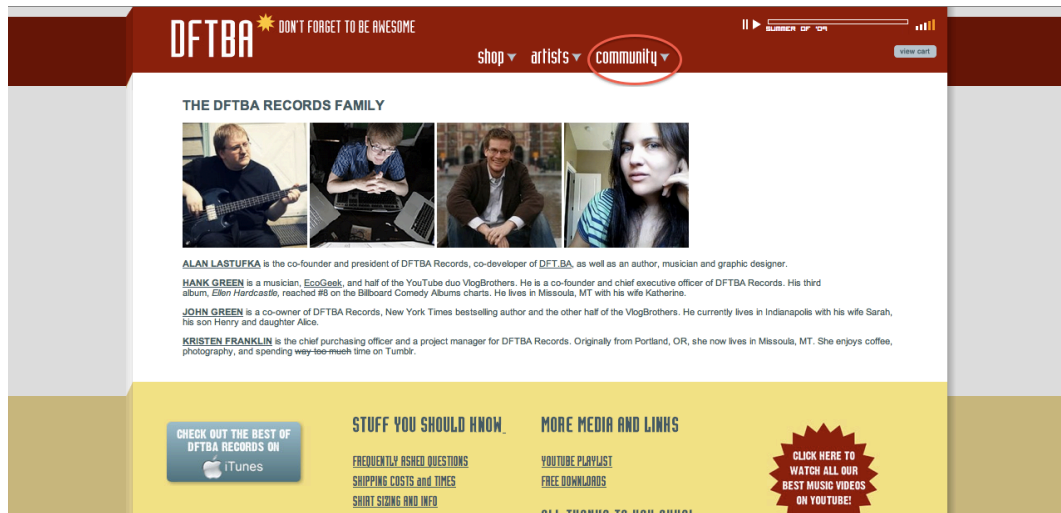 DFTBA DON'T FORGET TO BE AWESOME
SUMMER OF '09
shop artists community
view cart
THE DFTBA RECORDS FAMILY
ALAN LASTUFKA is the co-founder and president of DFTBA Records, co-developer of DFT.BA, as well as an author, musician and graphic designer.
HANK GREEN is a musician, EcoGeek, and half of the YouTube duo VlogBrothers. He is a co-founder and chief executive officer of DFTBA Records. His third
album, Ellen Hardcastle, reached #8 on the Billboard Comedy Albums charts. He lives in Missoula, MT with his wife Katherine.
JOHN GREEN is a co-owner of DFTBA Records, New York Times bestselling author and the other half of the VlogBrothers. He currently lives in Indianapolis with his wife Sarah,
his son Henry and daughter Alice.
KRISTEN FRANKLIN is the chief purchasing officer and a project manager for DFTBA Records. Originally from Portland, OR, she now lives in Missoula, MT. She enjoys coffee,
photography, and spending way too much time on Tumblr.
CHECK OUT THE BEST OF
DFTBA RECORDS ON
iTunes
STUFF YOU SHOULD KNOW
FREQUENTLY ASKED QUESTIONS
SHIPPING COSTS and TIMES
SHIRT SIZING AND INFO
MORE MEDIA AND LINKS
YOUTUBE PLAYLIST
FREE DOWNLOADS
CLICK HERE TO
WATCH ALL OUR
BEST MUSIC VIDEOS
ON YOUTUBE!